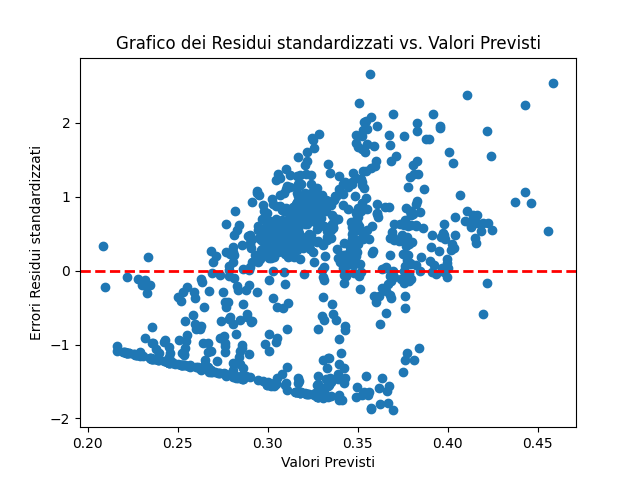 Grafico dei Residui standardizzati vs. Valori Previsti
Errori Residui standardizzati
2
1
0
−1
−2
0.20 0.25 0.30 0.35 0.40 0.45
Valori Previsti